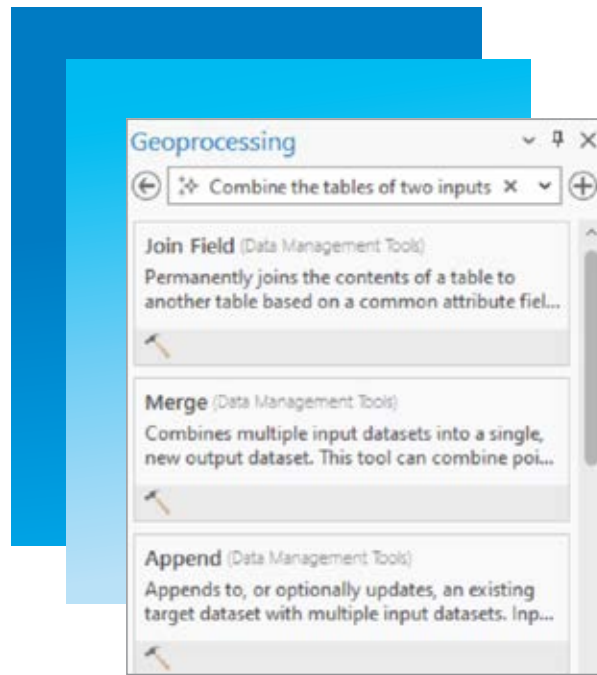 Geoprocessing
Combine the tables of two inputs
Join Field (Data Management Tools)
Permanently joins the contents of a table to
another table based on a common attribute fiel...
Merge (Data Management Tools)
Combines multiple input datasets into a single,
new output dataset. This tool can combine poi...
Append (Data Management Tools)
Appends to, or optionally updates, an existing
target dataset with multiple input datasets. Inp...